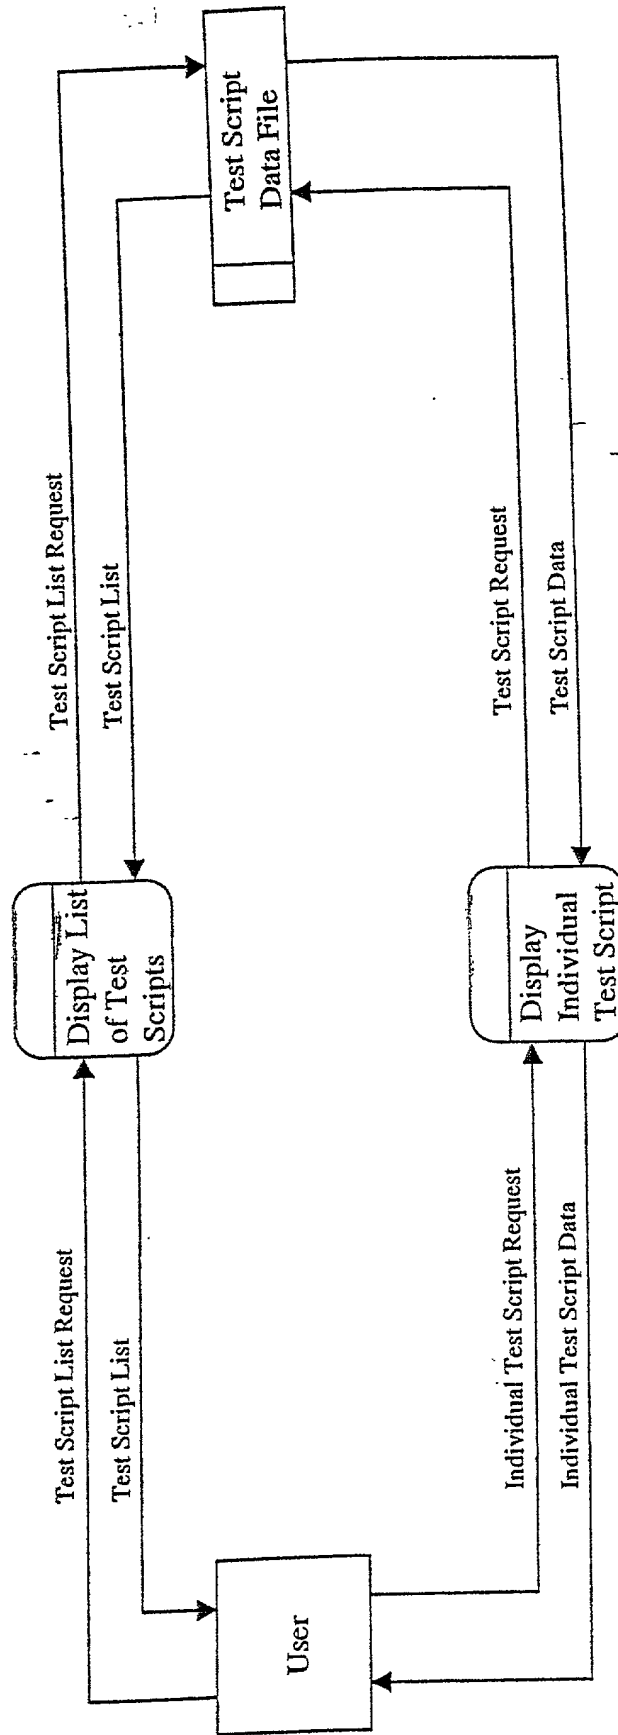 Test Script List Request
Test Script List
Display List
of Test
Scripts
Test Script List Request
Test Script List
User
Test Script
Data File
Individual Test Script Request
Individual Test Script Data
Display
Individual
Test Script
Test Script Request
Test Script Data